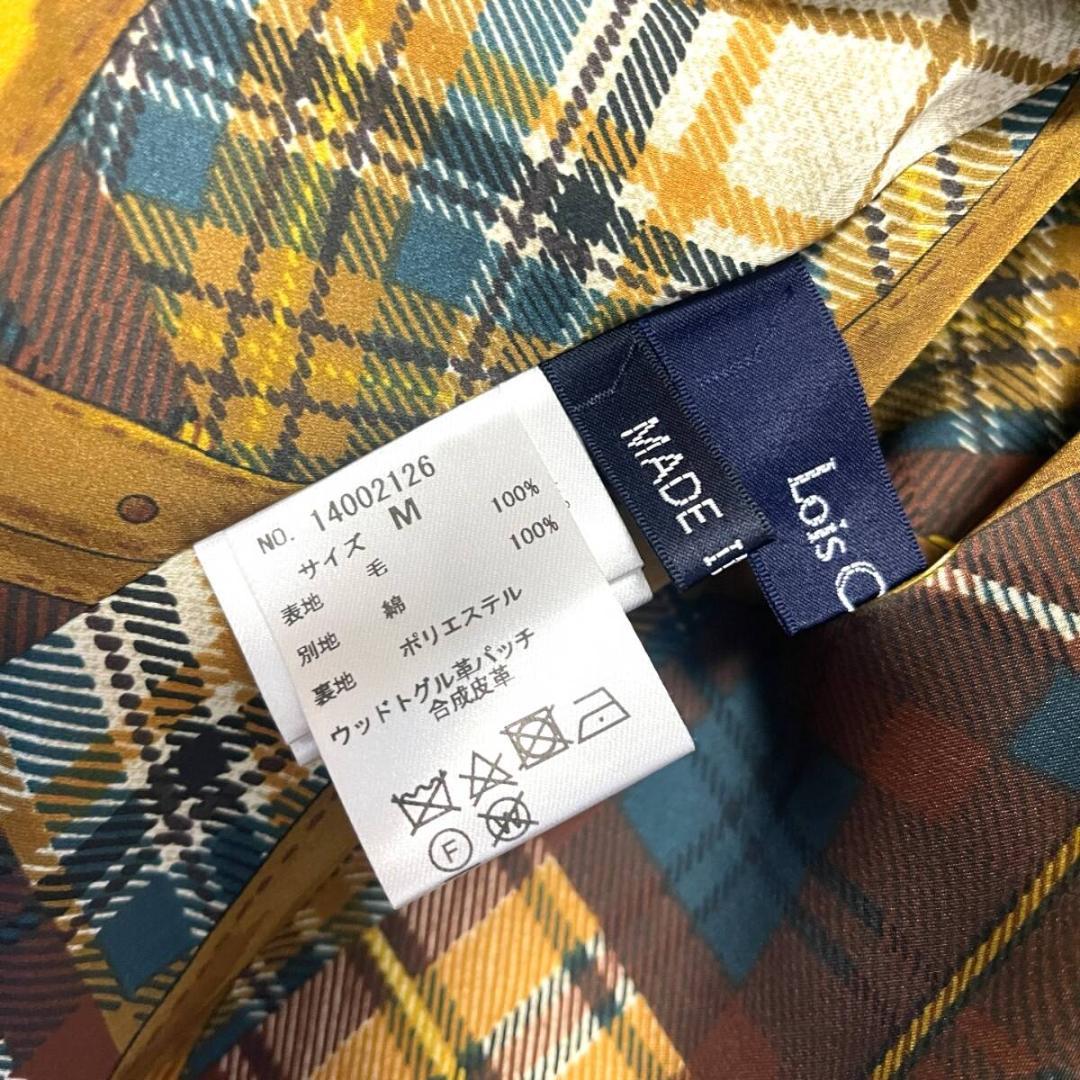 NO. 14002126
サイズ M
表地 毛 100%
別地 綿 100%
裏地 ポリエステル
ウッドトグル革パッチ
合成皮革
F
W
MADE
Lois